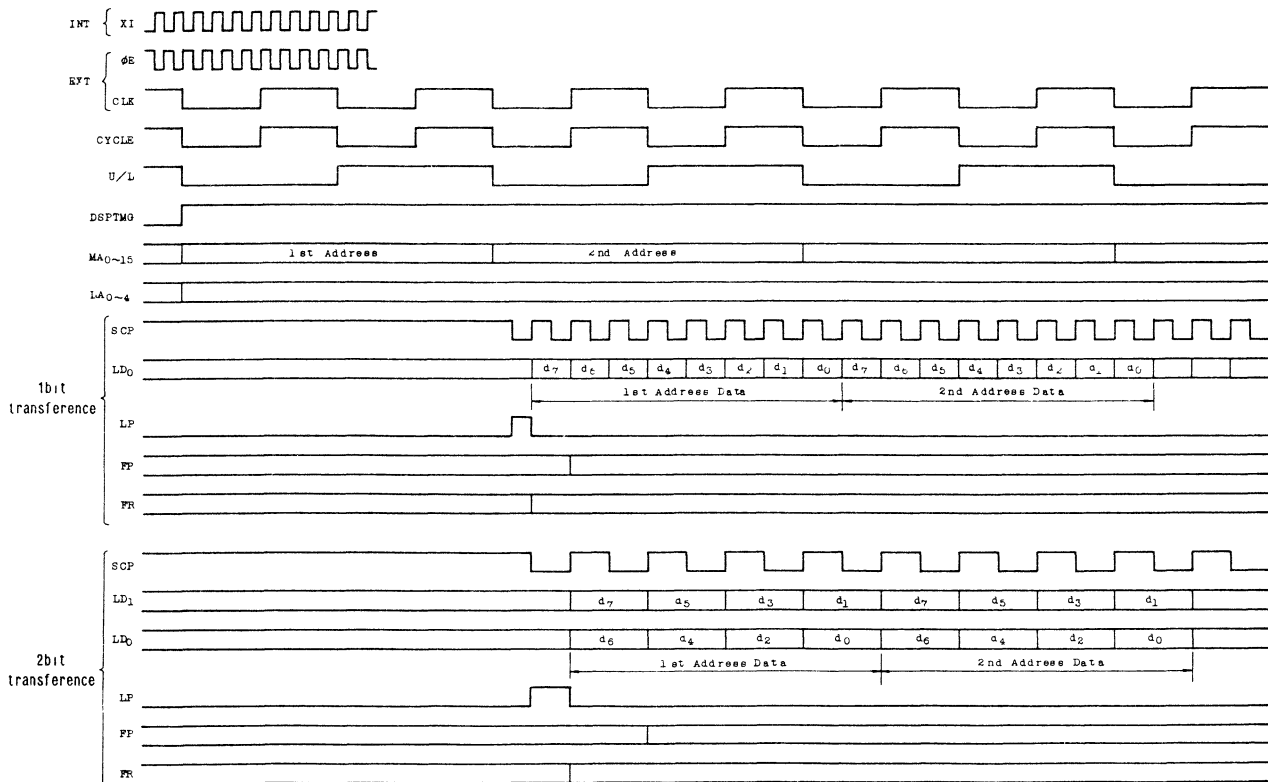 INT { XI
EXT { φE
CLK
CYCLE
U/L
DSPTMG
MA0~15 1st Address 2nd Address
LA0~4
1bit transference
SCP
LD0 d7 d6 d5 d4 d3 d2 d1 d0 d7 d6 d5 d4 d3 d2 d1 d0
1st Address Data 2nd Address Data
LP
FP
FR
2bit transference
SCP
LD1 d7 d5 d3 d1 d7 d5 d3 d1
LD0 d6 d4 d2 d0 d6 d4 d2 d0
1st Address Data 2nd Address Data
LP
FP
FR